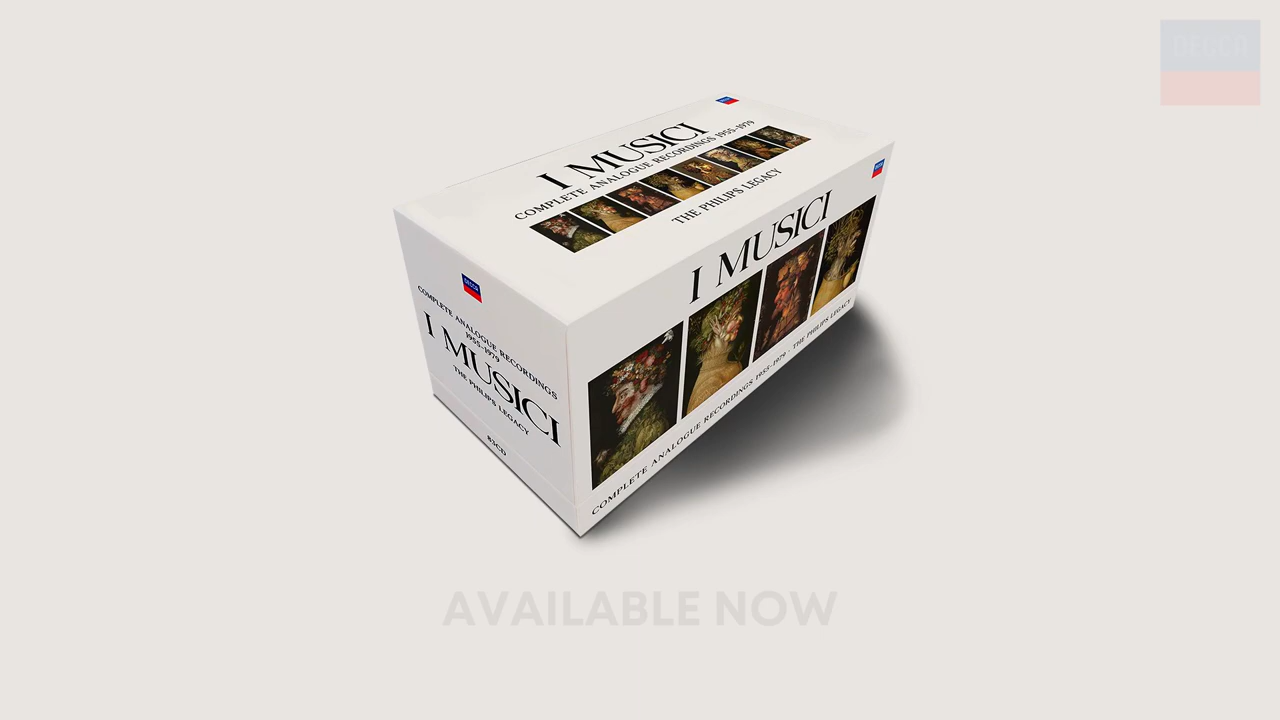 DECCA
I MUSICI
COMPLETE ANALOGUE RECORDINGS 1955-1979
THE PHILIPS LEGACY
I MUSICI
COMPLETE ANALOGUE RECORDINGS 1955-1979 · THE PHILIPS LEGACY
DECCA
COMPLETE ANALOGUE RECORDINGS
1955-1979
I MUSICI
THE PHILIPS LEGACY
83CD
AVAILABLE NOW